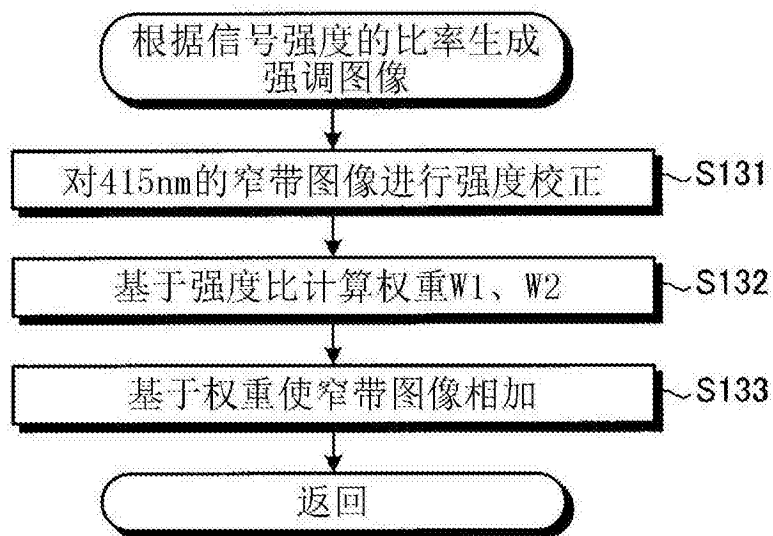 根据信号强度的比率生成
强调图像
对415nm的窄带图像进行强度校正
S131
基于强度比计算权重W1、W2
S132
基于权重使窄带图像相加
S133
返回